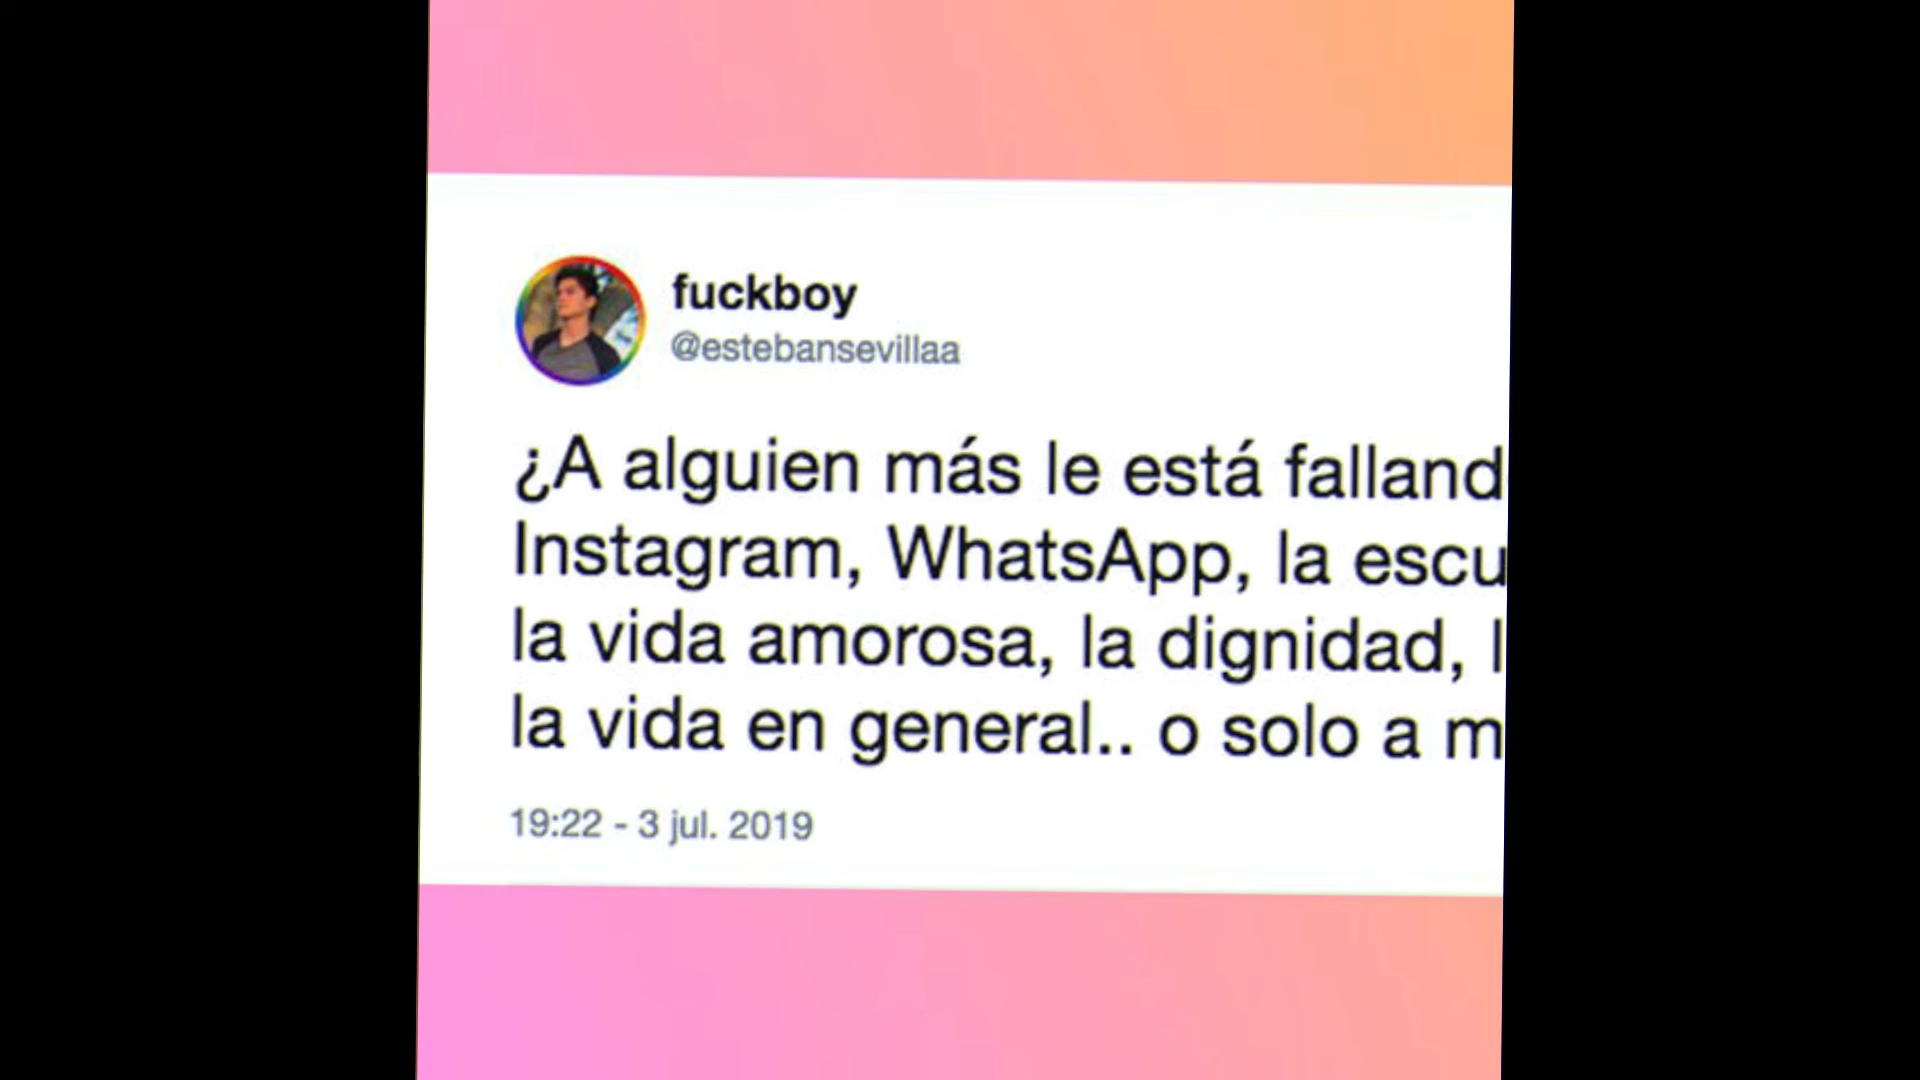 fuckboy
@estebansevillaa
¿A alguien más le está falland
Instagram, WhatsApp, la escu
la vida amorosa, la dignidad, l
la vida en general.. o solo a m
19:22 - 3 jul. 2019